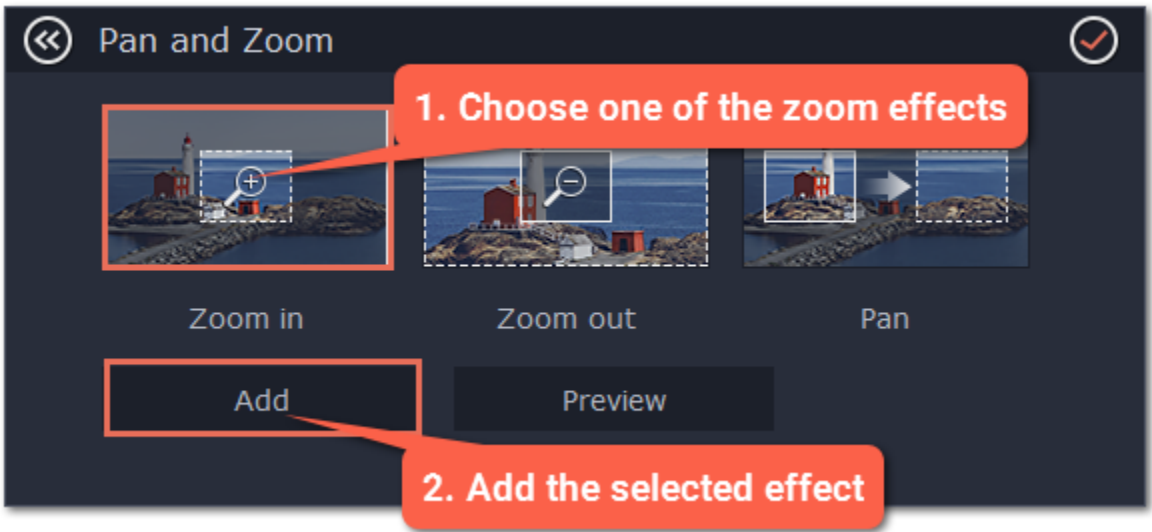 Pan and Zoom
1. Choose one of the zoom effects
Zoom in
Zoom out
Pan
Add
Preview
2. Add the selected effect